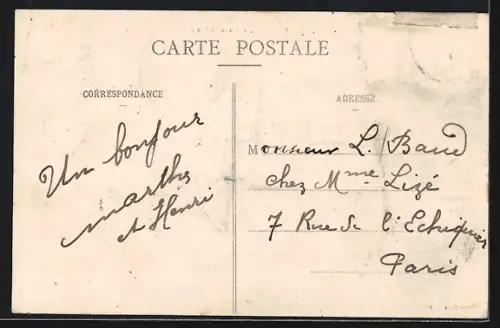 CARTE POSTALE
CORRESPONDANCE
ADRESSE
Un bonjour
marthe
et Henri
Monsieur L. Baud
chez Mme Lizé
7 Rue de l'Echiquier
Paris